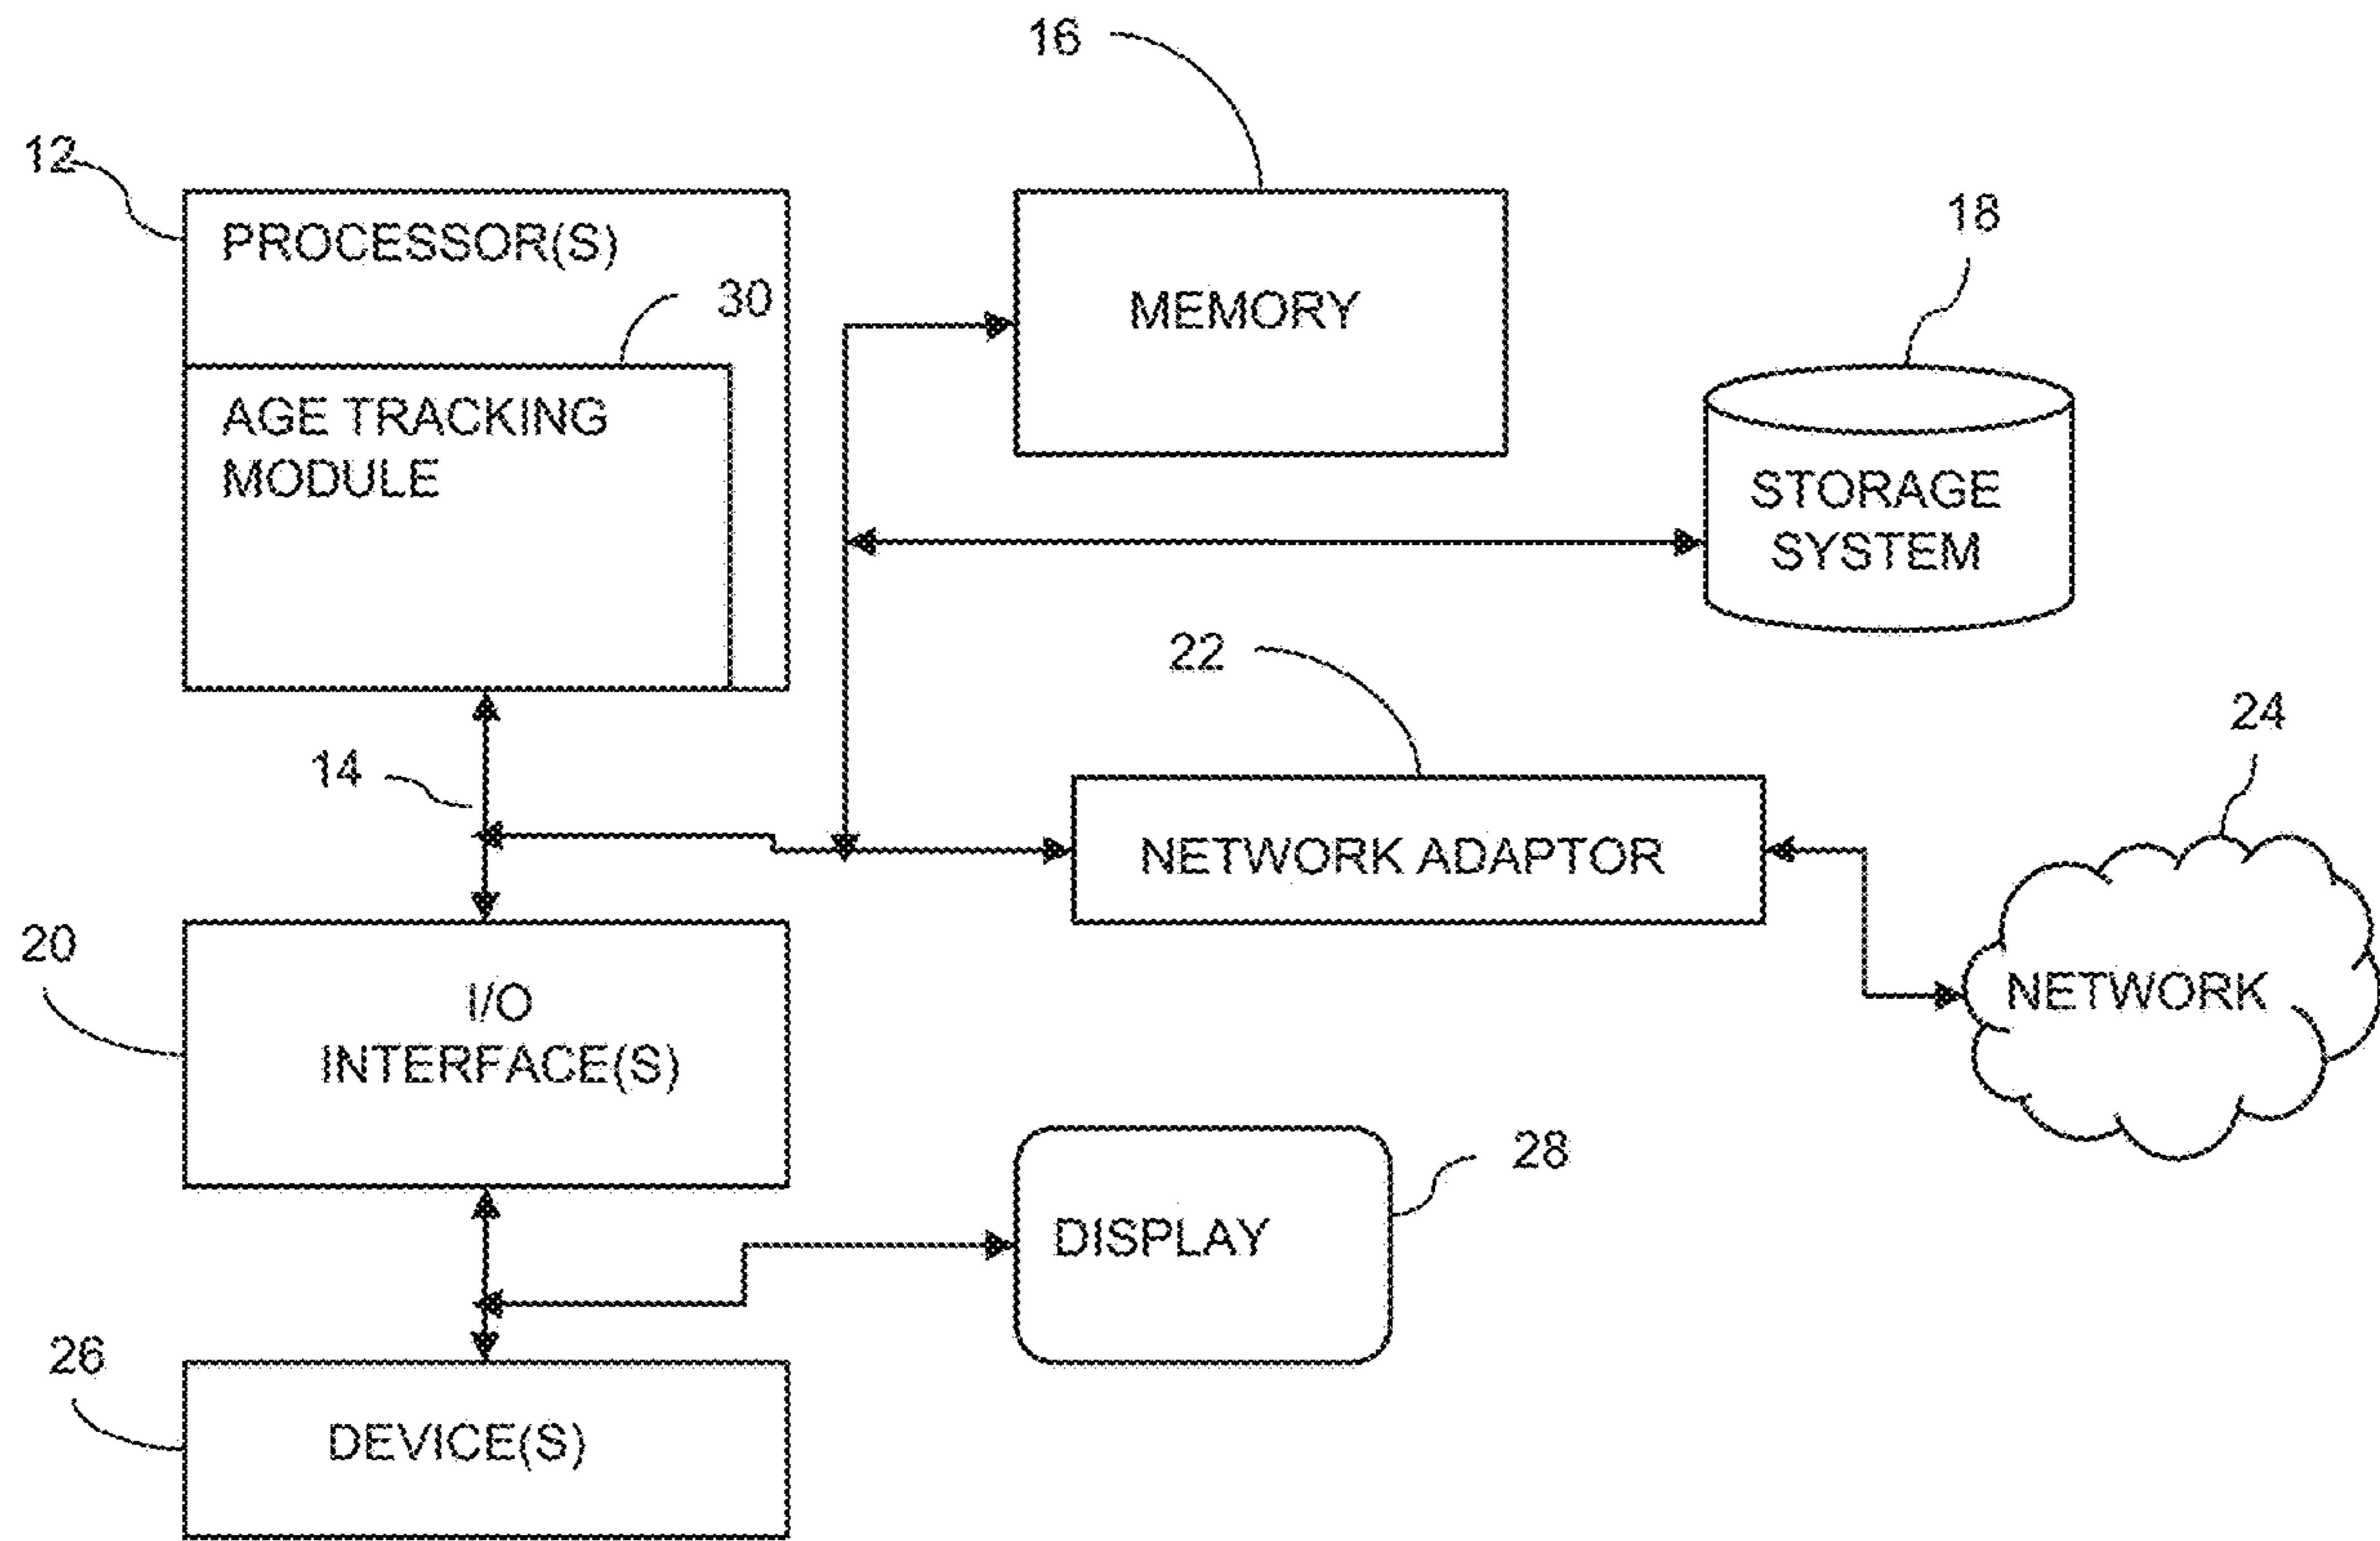 16
12
PROCESSOR(S)
30
AGE TRACKING
MODULE
MEMORY
18
STORAGE
SYSTEM
22
14
24
NETWORK ADAPTOR
20
I/O
INTERFACE(S)
NETWORK
28
DISPLAY
26
DEVICE(S)